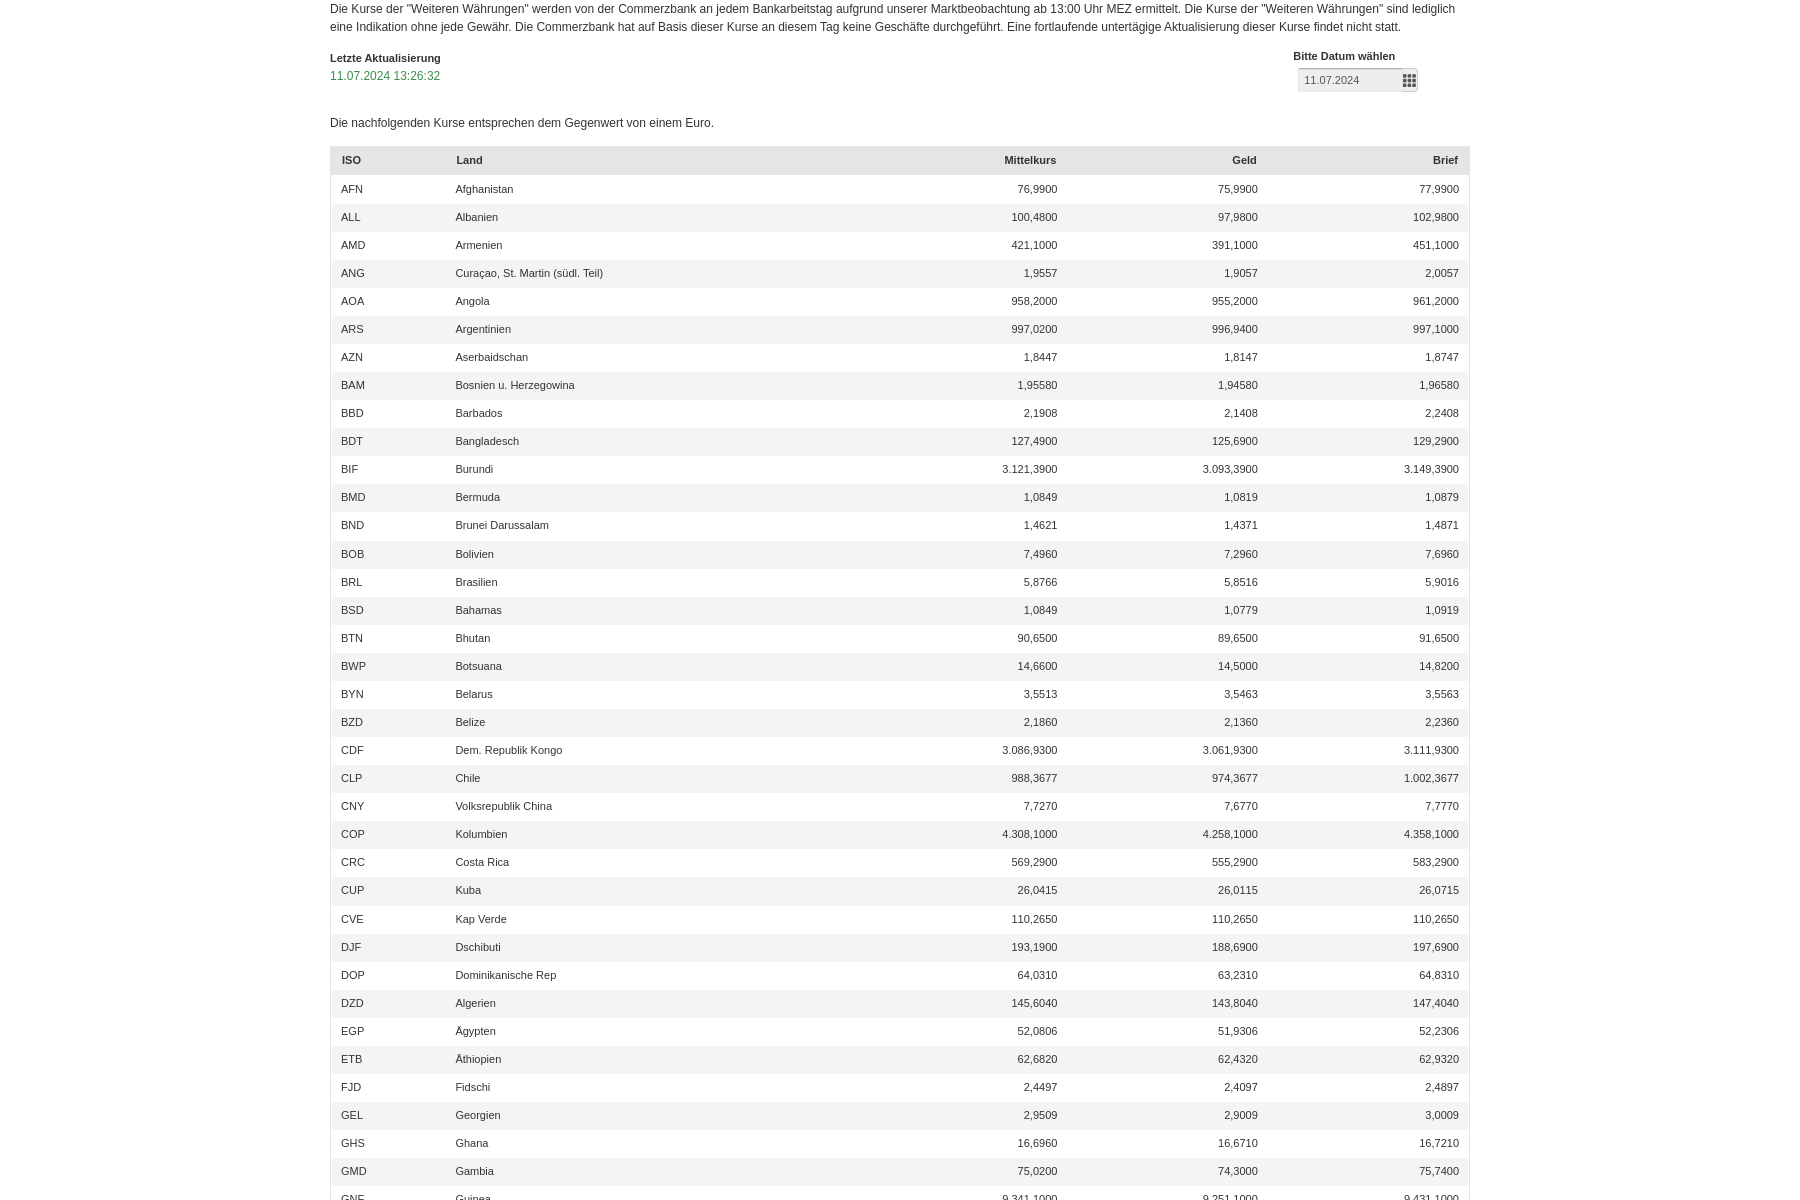 Die Kurse der "Weiteren Währungen" werden von der Commerzbank an jedem Bankarbeitstag aufgrund unserer Marktbeobachtung ab 13:00 Uhr MEZ ermittelt. Die Kurse der "Weiteren Währungen" sind lediglich
eine Indikation ohne jede Gewähr. Die Commerzbank hat auf Basis dieser Kurse an diesem Tag keine Geschäfte durchgeführt. Eine fortlaufende untertägige Aktualisierung dieser Kurse findet nicht statt.
Letzte Aktualisierung
11.07.2024 13:26:32
Bitte Datum wählen
11.07.2024
Die nachfolgenden Kurse entsprechen dem Gegenwert von einem Euro.
ISO Land Mittelkurs Geld Brief
AFN Afghanistan 76,9900 75,9900 77,9900
ALL Albanien 100,4800 97,9800 102,9800
AMD Armenien 421,1000 391,1000 451,1000
ANG Curaçao, St. Martin (südl. Teil) 1,9557 1,9057 2,0057
AOA Angola 958,2000 955,2000 961,2000
ARS Argentinien 997,0200 996,9400 997,1000
AZN Aserbaidschan 1,8447 1,8147 1,8747
BAM Bosnien u. Herzegowina 1,95580 1,94580 1,96580
BBD Barbados 2,1908 2,1408 2,2408
BDT Bangladesch 127,4900 125,6900 129,2900
BIF Burundi 3.121,3900 3.093,3900 3.149,3900
BMD Bermuda 1,0849 1,0819 1,0879
BND Brunei Darussalam 1,4621 1,4371 1,4871
BOB Bolivien 7,4960 7,2960 7,6960
BRL Brasilien 5,8766 5,8516 5,9016
BSD Bahamas 1,0849 1,0779 1,0919
BTN Bhutan 90,6500 89,6500 91,6500
BWP Botsuana 14,6600 14,5000 14,8200
BYN Belarus 3,5513 3,5463 3,5563
BZD Belize 2,1860 2,1360 2,2360
CDF Dem. Republik Kongo 3.086,9300 3.061,9300 3.111,9300
CLP Chile 988,3677 974,3677 1.002,3677
CNY Volksrepublik China 7,7270 7,6770 7,7770
COP Kolumbien 4.308,1000 4.258,1000 4.358,1000
CRC Costa Rica 569,2900 555,2900 583,2900
CUP Kuba 26,0415 26,0115 26,0715
CVE Kap Verde 110,2650 110,2650 110,2650
DJF Dschibuti 193,1900 188,6900 197,6900
DOP Dominikanische Rep 64,0310 63,2310 64,8310
DZD Algerien 145,6040 143,8040 147,4040
EGP Ägypten 52,0806 51,9306 52,2306
ETB Äthiopien 62,6820 62,4320 62,9320
FJD Fidschi 2,4497 2,4097 2,4897
GEL Georgien 2,9509 2,9009 3,0009
GHS Ghana 16,6960 16,6710 16,7210
GMD Gambia 75,0200 74,3000 75,7400
GNF Guinea 9.341,1000 9.251,1000 9.431,1000